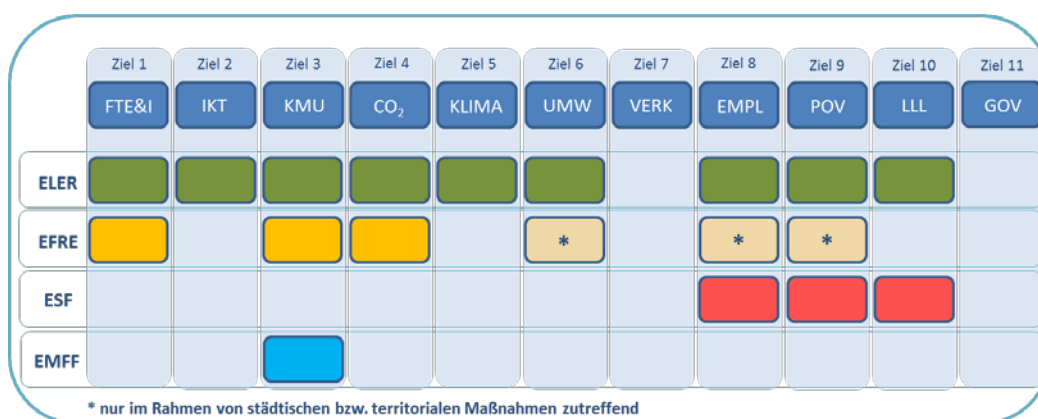 Ziel 1 Ziel 2 Ziel 3 Ziel 4 Ziel 5 Ziel 6 Ziel 7 Ziel 8 Ziel 9 Ziel 10 Ziel 11
FTE&I IKT KMU CO₂ KLIMA UMW VERK EMPL POV LLL GOV
ELER
EFRE * * *
ESF
EMFF
* nur im Rahmen von städtischen bzw. territorialen Maßnahmen zutreffend